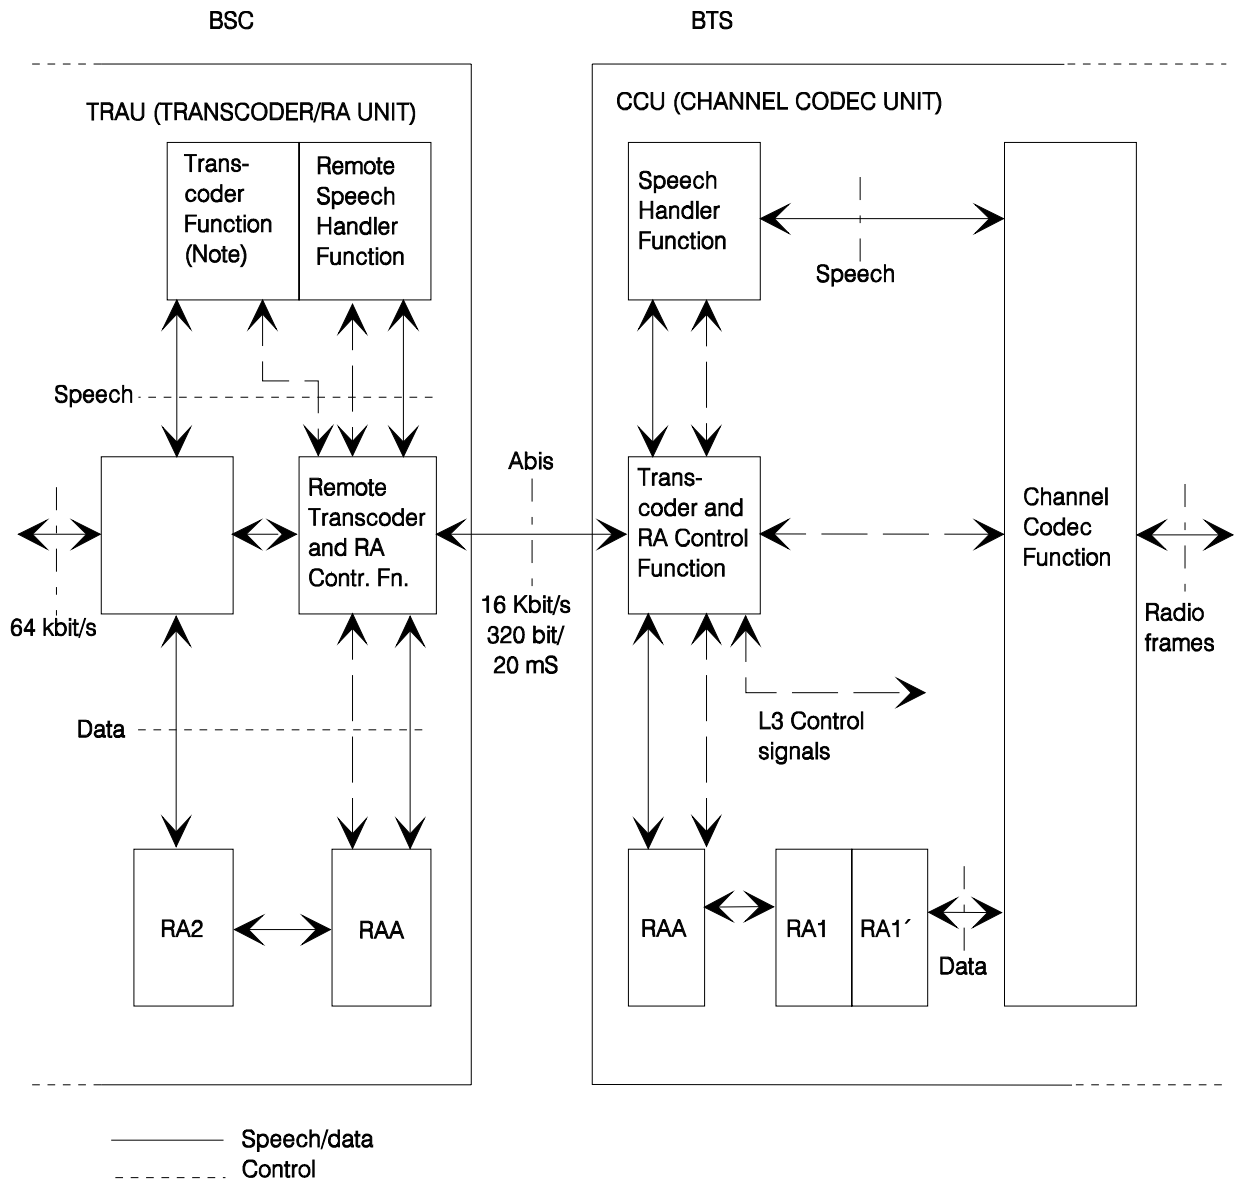 BSC
BTS
TRAU (TRANSCODER/RA UNIT)
CCU (CHANNEL CODEC UNIT)
Trans-
coder
Function
(Note)
Remote
Speech
Handler
Function
Speech
Handler
Function
Speech
Speech
Remote
Transcoder
and RA
Contr. Fn.
Abis
Trans-
coder and
RA Control
Function
Channel
Codec
Function
64 kbit/s
16 Kbit/s
320 bit/
20 mS
Radio
frames
Data
L3 Control
signals
RA2
RAA
RAA
RA1
RA1´
Data
Speech/data
Control